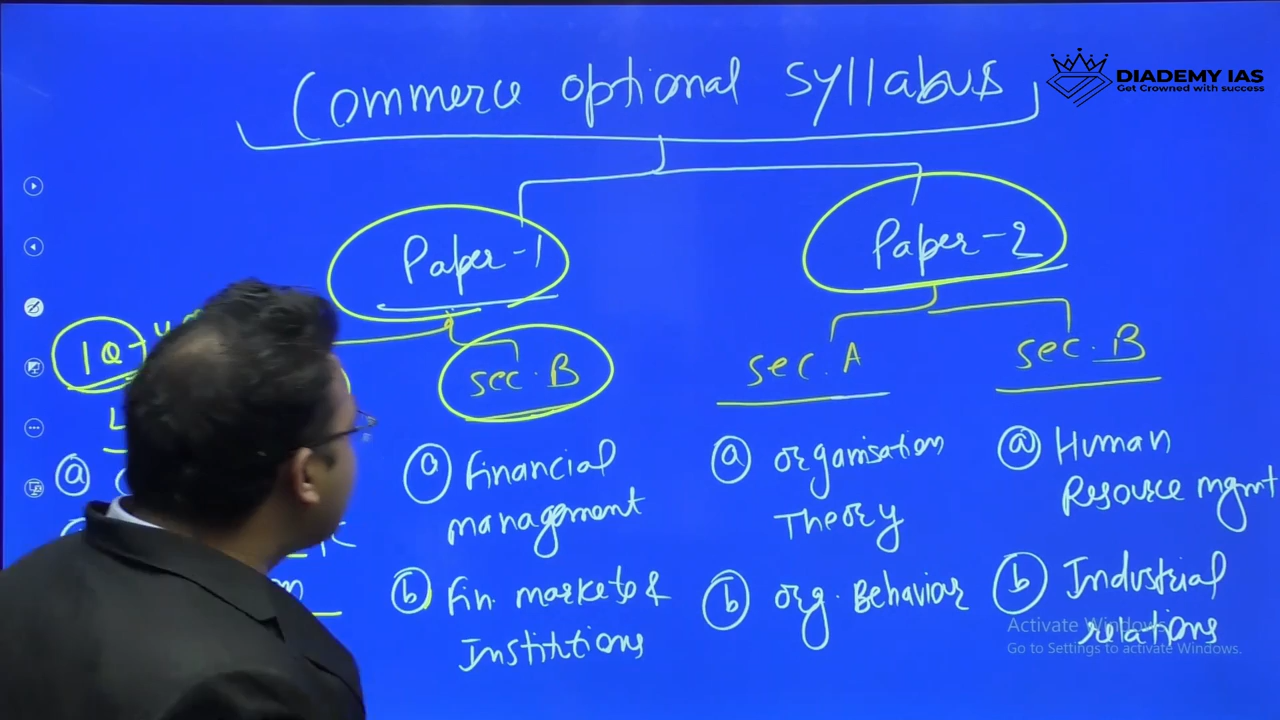 Commerce optional syllabus
DIADEMY IAS
Get Crowned with success
Paper-1
Paper-2
1Q-
Sec. B
Sec. A
Sec. B
a Financial
management
b Fin. markets &
Institutions
a Organisation
Theory
b Org. Behavior
a Human
Resource mgmt
b Industrial
relations
Activate Windows
Go to Settings to activate Windows.